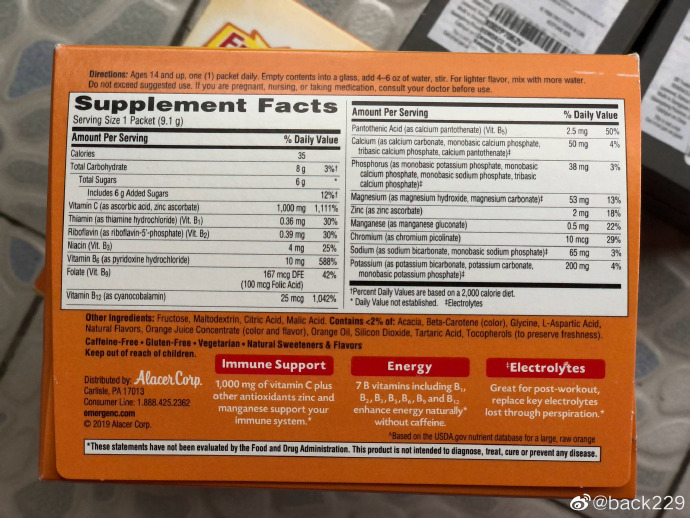 Directions: Ages 14 and up, one (1) packet daily. Empty contents into a glass, add 4–6 oz of water, stir. For lighter flavor, mix with more water.
Do not exceed suggested use. If you are pregnant, nursing, or taking medication, consult your doctor before use.
Supplement Facts
Serving Size 1 Packet (9.1 g)
Amount Per Serving % Daily Value
Calories 35
Total Carbohydrate 8 g 3%†
Total Sugars 6 g *
Includes 6 g Added Sugars 12%†
Vitamin C (as ascorbic acid, zinc ascorbate) 1,000 mg 1,111%
Thiamin (as thiamine hydrochloride) (Vit. B₁) 0.36 mg 30%
Riboflavin (as riboflavin-5'-phosphate) (Vit. B₂) 0.39 mg 30%
Niacin (Vit. B₃) 4 mg 25%
Vitamin B₆ (as pyridoxine hydrochloride) 10 mg 588%
Folate (Vit. B₉) 167 mcg DFE 42%
(100 mcg Folic Acid)
Vitamin B₁₂ (as cyanocobalamin) 25 mcg 1,042%
Amount Per Serving % Daily Value
Pantothenic Acid (as calcium pantothenate) (Vit. B₅) 2.5 mg 50%
Calcium (as calcium carbonate, monobasic calcium phosphate, 50 mg 4%
tribasic calcium phosphate, calcium pantothenate)‡
Phosphorus (as monobasic potassium phosphate, monobasic 38 mg 3%
calcium phosphate, monobasic sodium phosphate, tribasic
calcium phosphate)‡
Magnesium (as magnesium hydroxide, magnesium carbonate)‡ 53 mg 13%
Zinc (as zinc ascorbate) 2 mg 18%
Manganese (as manganese gluconate) 0.5 mg 22%
Chromium (as chromium picolinate) 10 mcg 29%
Sodium (as sodium bicarbonate, monobasic sodium phosphate)‡ 65 mg 3%
Potassium (as potassium bicarbonate, potassium carbonate, 200 mg 4%
monobasic potassium phosphate)‡
†Percent Daily Values are based on a 2,000 calorie diet.
* Daily Value not established. ‡Electrolytes
Other Ingredients: Fructose, Maltodextrin, Citric Acid, Malic Acid. Contains <2% of: Acacia, Beta-Carotene (color), Glycine, L-Aspartic Acid,
Natural Flavors, Orange Juice Concentrate (color and flavor), Orange Oil, Silicon Dioxide, Tartaric Acid, Tocopherols (to preserve freshness).
Caffeine-Free • Gluten-Free • Vegetarian • Natural Sweeteners & Flavors
Keep out of reach of children.
Distributed by: Alacer Corp.
Carlisle, PA 17013
Consumer Line: 1.888.425.2362
emergenc.com
© 2019 Alacer Corp.
Immune Support
1,000 mg of vitamin C plus
other antioxidants zinc and
manganese support your
immune system.*
Energy
7 B vitamins including B₁,
B₂, B₃, B₅, B₆, B₉ and B₁₂
enhance energy naturally*
without caffeine.
‡Electrolytes
Great for post-workout,
replace key electrolytes
lost through perspiration.*
^Based on the USDA.gov nutrient database for a large, raw orange
*These statements have not been evaluated by the Food and Drug Administration. This product is not intended to diagnose, treat, cure or prevent any disease.
@back229